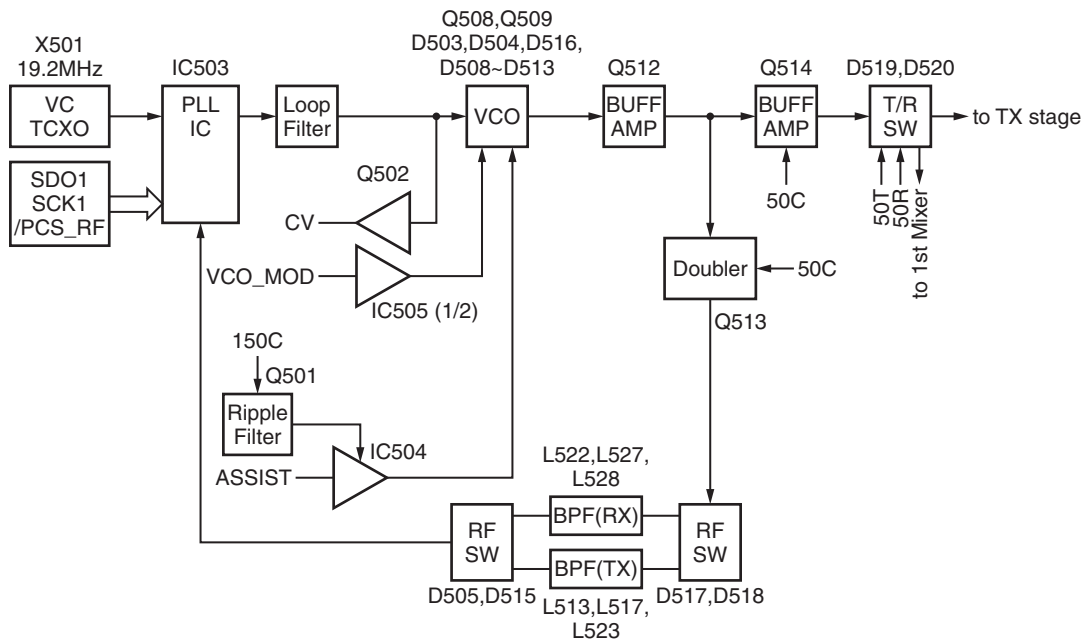 X501
19.2MHz
VC
TCXO
SDO1
SCK1
/PCS_RF
IC503
PLL
IC
Loop
Filter
Q508,Q509
D503,D504,D516,
D508~D513
VCO
Q512
BUFF
AMP
Q514
BUFF
AMP
50C
D519,D520
T/R
SW
to TX stage
50T
50R
to 1st Mixer
Q502
CV
VCO_MOD
IC505 (1/2)
Doubler
50C
Q513
150C
Q501
Ripple
Filter
IC504
ASSIST
L522,L527,
L528
BPF(RX)
RF
SW
D505,D515
BPF(TX)
L513,L517,
L523
RF
SW
D517,D518